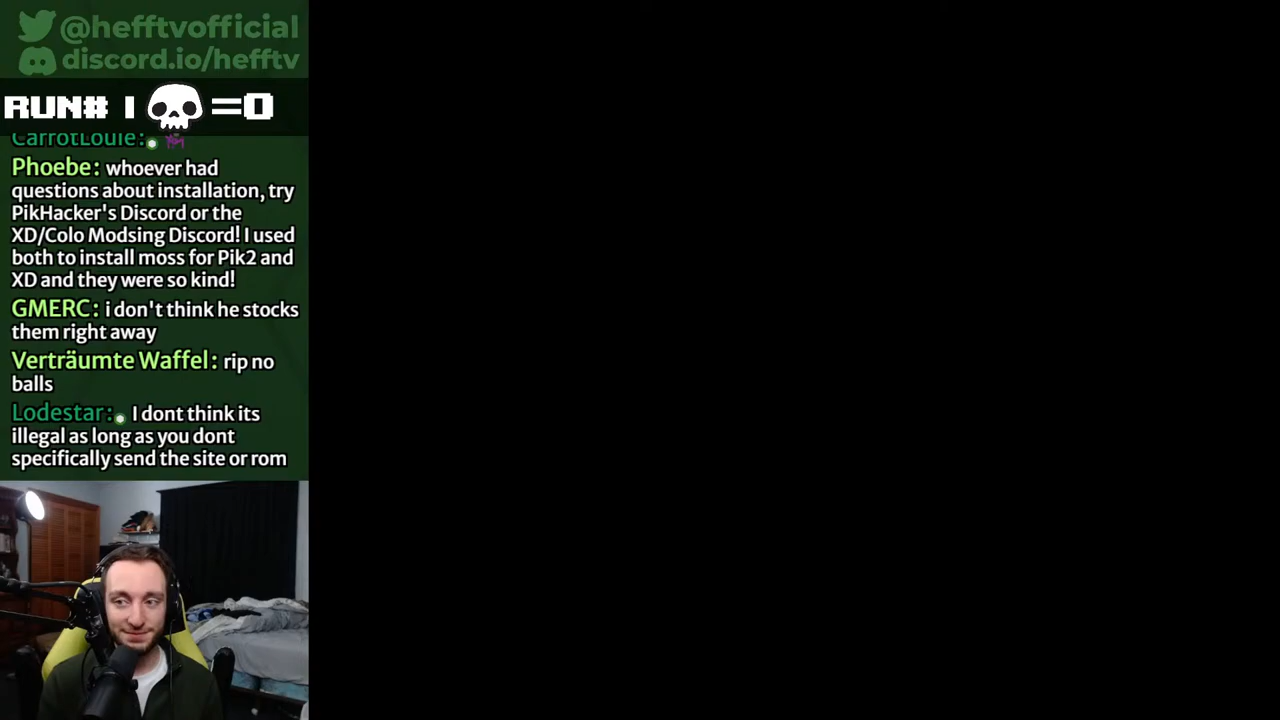 @hefftvofficial
discord.io/hefftv
RUN# 1 =0
CarrotLouie:
Phoebe: whoever had
questions about installation, try
PikHacker's Discord or the
XD/Colo Modsing Discord! I used
both to install moss for Pik2 and
XD and they were so kind!
GMERC: i don't think he stocks
them right away
Verträumte Waffel: rip no
balls
Lodestar: I dont think its
illegal as long as you dont
specifically send the site or rom